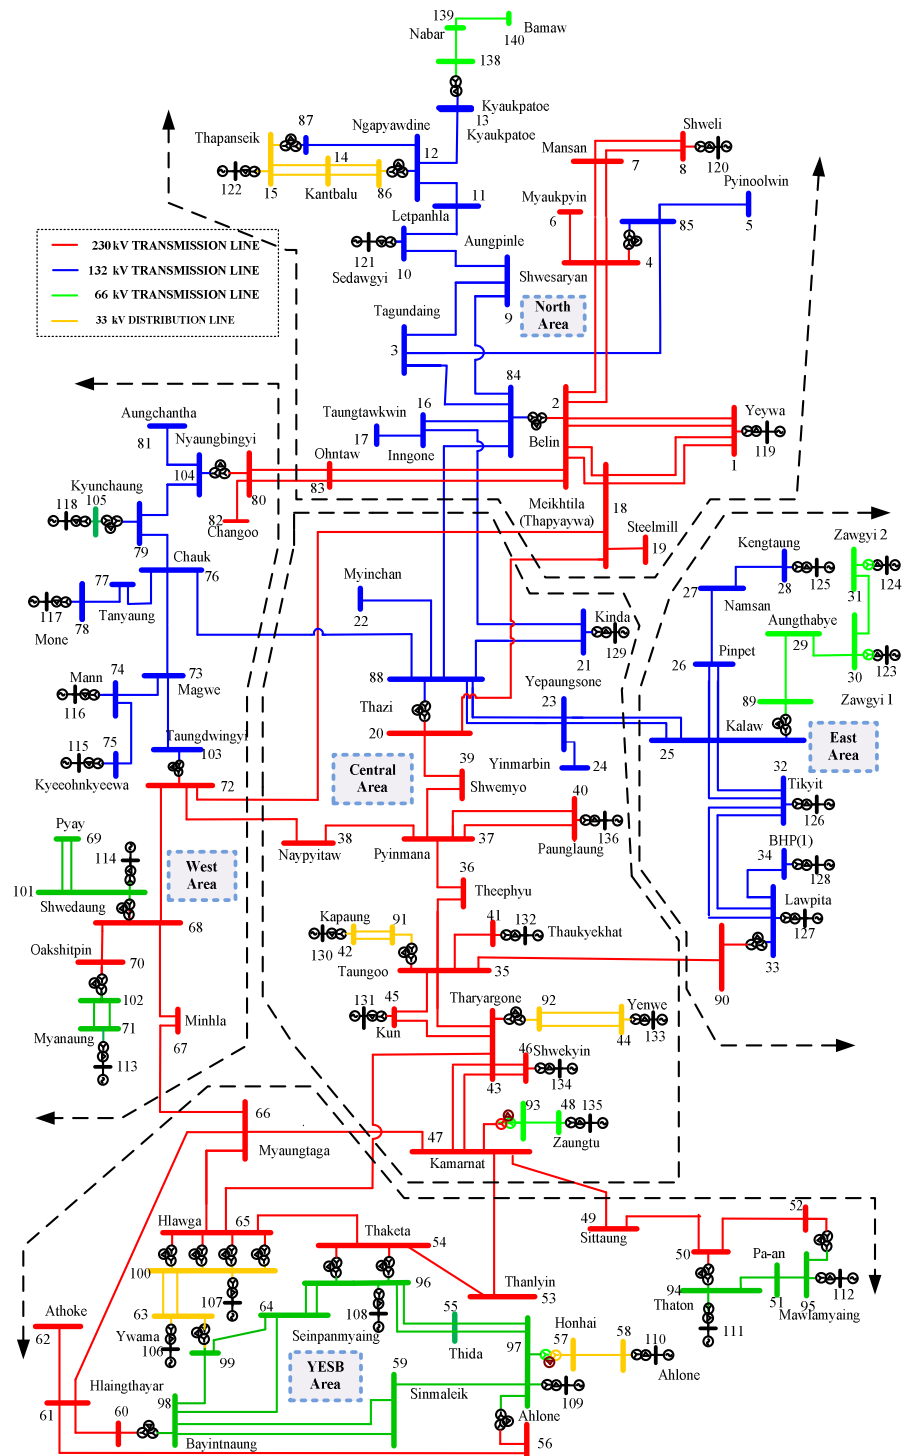 139
Bamaw
Nabar
140
138
Kyaukpatoe
13
Kyaukpatoe
87
Ngapyawdine
Thapanseik
14
12
122
15
Kantbalu
86
11
Letpanhla
121
Sedawgyi
10
Aungpinle
9
Shweli
Mansan
7
8
120
Myaukpyin
6
Pyinoolwin
85
5
4
Shwesaryan
230 kV TRANSMISSION LINE
132 kV TRANSMISSION LINE
66 kV TRANSMISSION LINE
33 kV DISTRIBUTION LINE
North
Area
Tagundaing
3
84
2
Belin
Yeywa
119
1
Aungchantha
81
Nyaungbingyi
104
Taungtawkwin
16
17
Inngone
Ohntaw
83
80
82
Changoo
Kyunchaung
118
105
79
Meikhtila
(Thapyaywa)
18
Steelmill
19
Chauk
76
77
Tanyaung
117
78
Mone
Myinchan
22
Kinda
21
129
Kengtaung
28
125
27
Namsan
Zawgyi 2
124
31
Aungthabye
29
30
123
Zawgyi 1
Pinpet
26
89
Kalaw
25
East
Area
74
73
Mann
Magwe
116
115
75
Kyeeohnkyeewa
Taungdwingyi
103
72
88
Thazi
20
Yepaungsone
23
Yinmarbin
24
Central
Area
39
Shwemyo
40
38
Naypyitaw
37
Pyinmana
Paunglaung
136
32
Tikyit
126
BHP(1)
34
128
Lawpita
127
33
90
Pyay
69
114
101
Shwedaung
West
Area
68
Oakshitpin
70
102
71
Myanaung
113
Minhla
67
36
Theephyu
Kapaung
91
130
42
Taungoo
35
41
132
Thaukyekhat
131
45
Kun
Tharyargone
92
Yenwe
44
133
43
46
Shwekyin
134
93
48
135
Zaungtu
66
Myaungtaga
47
Kamarnat
49
Sittaung
52
50
Pa-an
94
Thaton
51
95
112
Mawlamyaing
111
Hlawga
65
Thaketa
54
100
96
107
63
64
108
Seinpanmyaing
Ywama
106
99
Thanlyin
53
55
Thida
97
Honhai
57
58
110
Ahlone
109
Athoke
62
Hlaingthayar
61
60
98
Bayintnaung
YESB
Area
59
Sinmaleik
Ahlone
56